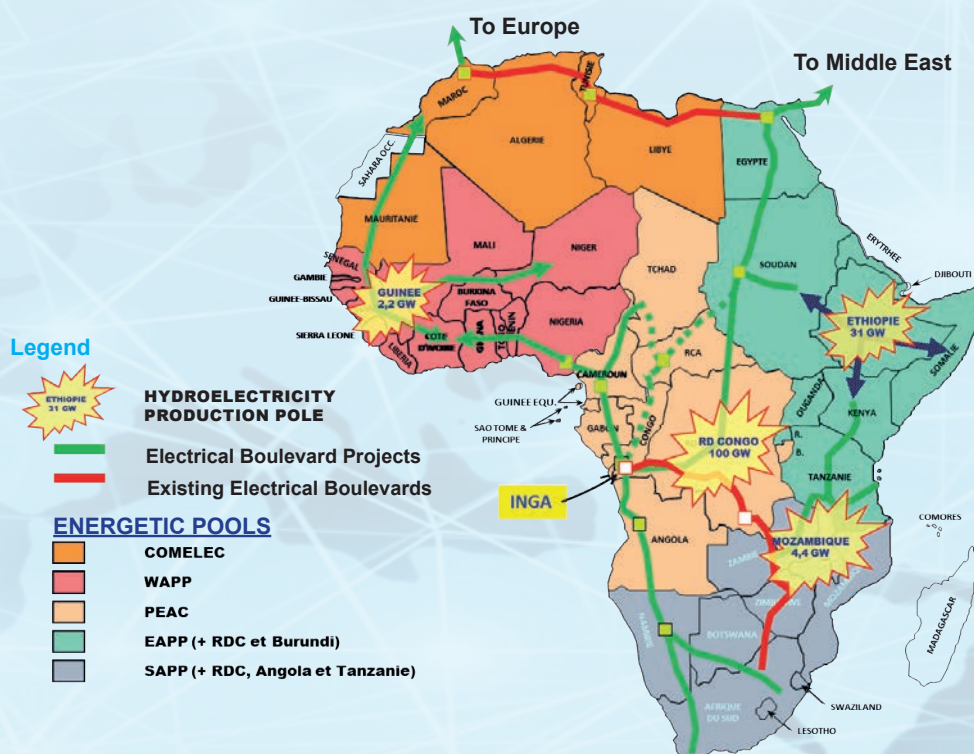 To Europe
To Middle East
MAROC
TUNISIE
ALGERIE
LIBYE
EGYPTE
SAHARA OCC.
MAURITANIE
MALI
NIGER
TCHAD
SOUDAN
ERYTHREE
DJIBOUTI
SENEGAL
GAMBIE
GUINEE-BISSAU
GUINEE
2,2 GW
BURKINA
FASO
SIERRA LEONE
LIBERIA
COTE
D'IVOIRE
GHANA
TOGO
BENIN
NIGERIA
CAMEROUN
RCA
ETHIOPIE
31 GW
SOMALIE
GUINEE EQU.
SAO TOME &
PRINCIPE
GABON
CONGO
OUGANDA
KENYA
RD CONGO
100 GW
R.
B.
TANZANIE
INGA
ANGOLA
MOZAMBIQUE
4,4 GW
COMORES
ZAMBIE
NAMIBIE
BOTSWANA
MADAGASCAR
AFRIQUE
DU SUD
SWAZILAND
LESOTHO
Legend
ETHIOPIE
21 GW
HYDROELECTRICITY
PRODUCTION POLE
Electrical Boulevard Projects
Existing Electrical Boulevards
ENERGETIC POOLS
COMELEC
WAPP
PEAC
EAPP (+ RDC et Burundi)
SAPP (+ RDC, Angola et Tanzanie)